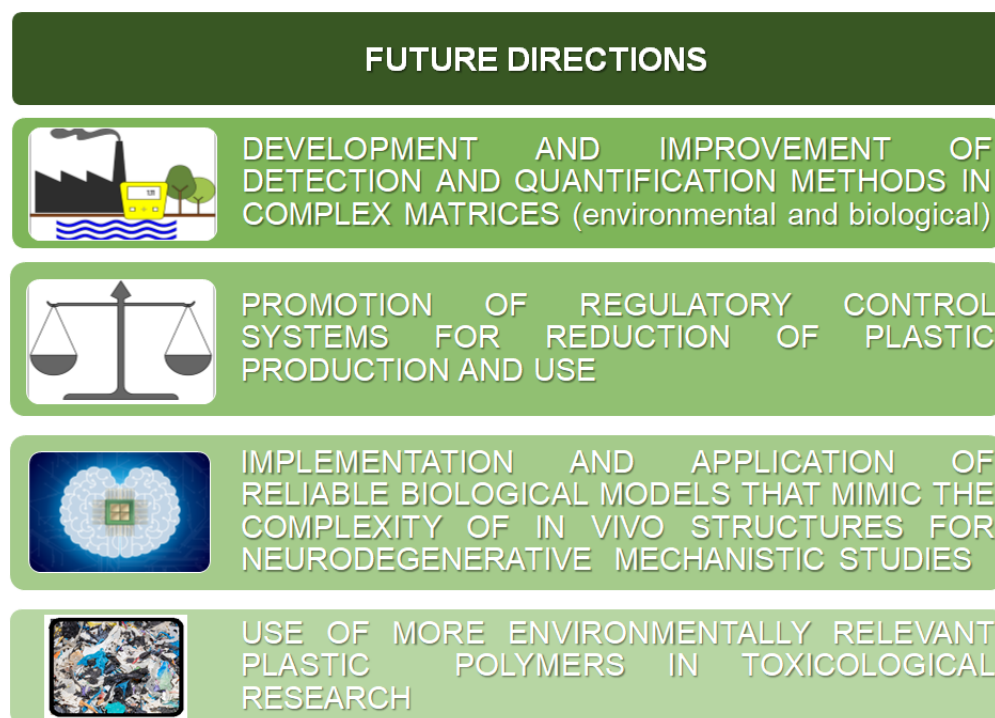 FUTURE DIRECTIONS
DEVELOPMENT AND IMPROVEMENT OF
DETECTION AND QUANTIFICATION METHODS IN
COMPLEX MATRICES (environmental and biological)
PROMOTION OF REGULATORY CONTROL
SYSTEMS FOR REDUCTION OF PLASTIC
PRODUCTION AND USE
IMPLEMENTATION AND APPLICATION OF
RELIABLE BIOLOGICAL MODELS THAT MIMIC THE
COMPLEXITY OF IN VIVO STRUCTURES FOR
NEURODEGENERATIVE MECHANISTIC STUDIES
USE OF MORE ENVIRONMENTALLY RELEVANT
PLASTIC POLYMERS IN TOXICOLOGICAL
RESEARCH